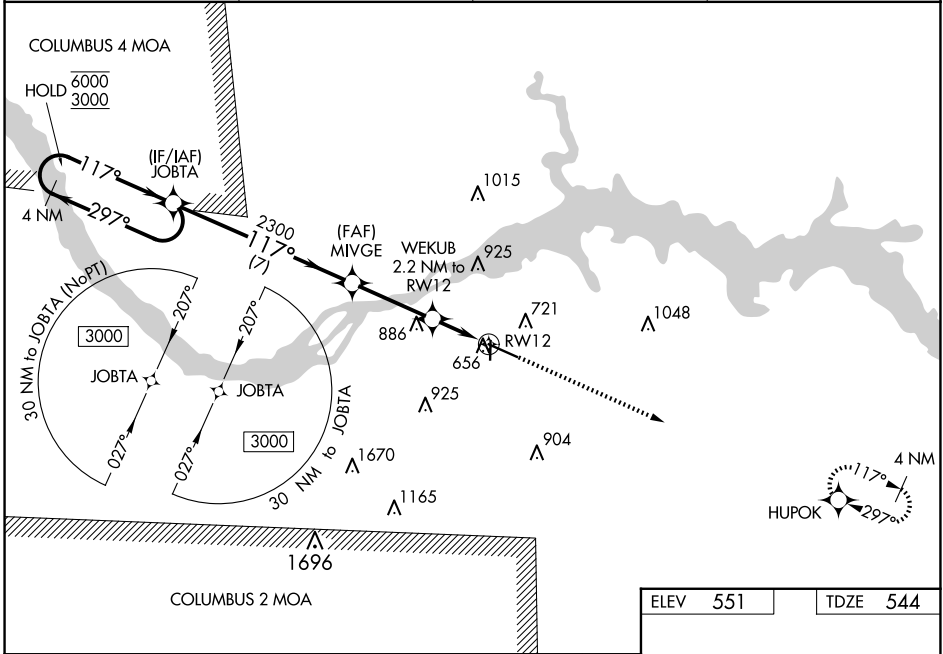 COLUMBUS 4 MOA
HOLD 6000
3000
117°
(IF/IAF)
JOBTA
297°
4 NM
2300
117°
(7)
(FAF)
MIVGE
WEKUB
2.2 NM to
RW12
1015
925
721
1048
886
656
RW12
925
904
1670
1165
1696
30 NM to JOBTA (NoPT)
3000
207°
JOBTA
027°
207°
JOBTA
027°
3000
30 NM to JOBTA
4 NM
117°
297°
HUPOK
COLUMBUS 2 MOA
ELEV 551
TDZE 544